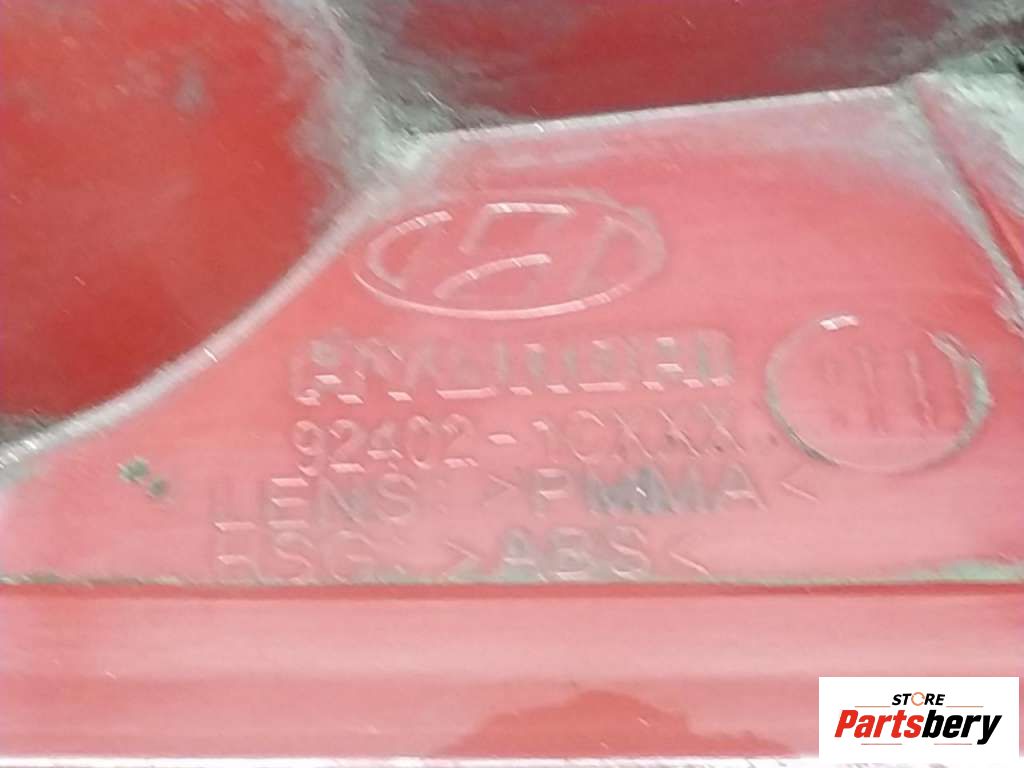 92402-1CXXX
LENS: >PMMA<
HSG: >ABS<
STORE
Partsbery